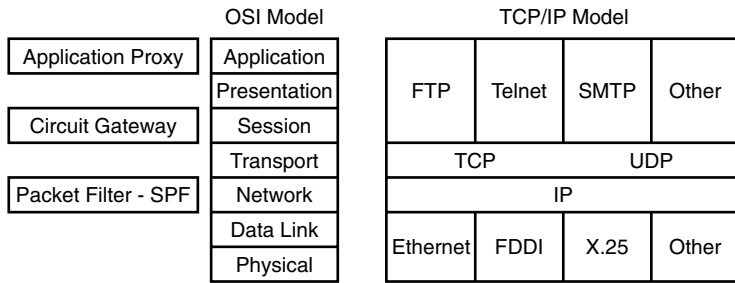 OSI Model
TCP/IP Model
Application Proxy
Application
Presentation
Circuit Gateway
Session
Transport
Packet Filter - SPF
Network
Data Link
Physical
FTP
Telnet
SMTP
Other
TCP
UDP
IP
Ethernet
FDDI
X.25
Other